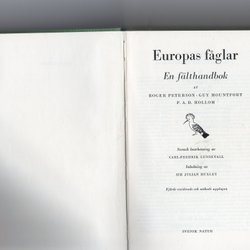 Europas fåglar
En fälthandbok
AV
ROGER PETERSON · GUY MOUNTFORT
P. A. D. HOLLOM
Svensk bearbetning av
CARL-FREDRIK LUNDEVALL
Inledning av
SIR JULIAN HUXLEY
Fjärde reviderade och utökade upplagan
SVENSK NATUR